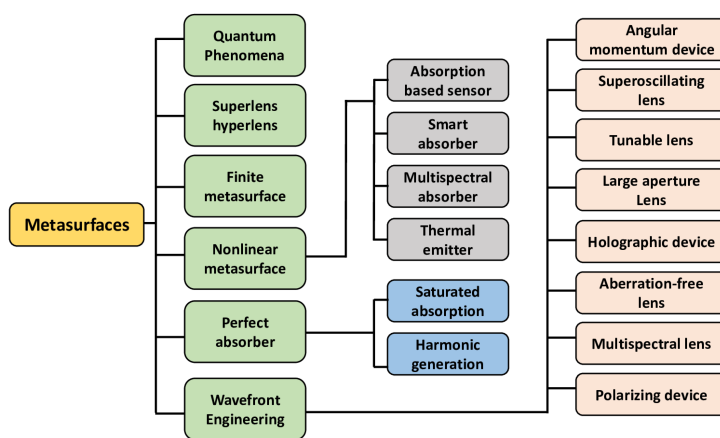 Metasurfaces
Quantum
Phenomena
Superlens
hyperlens
Finite
metasurface
Nonlinear
metasurface
Perfect
absorber
Wavefront
Engineering
Absorption
based sensor
Smart
absorber
Multispectral
absorber
Thermal
emitter
Saturated
absorption
Harmonic
generation
Angular
momentum device
Superoscillating
lens
Tunable lens
Large aperture
Lens
Holographic device
Aberration-free
lens
Multispectral lens
Polarizing device